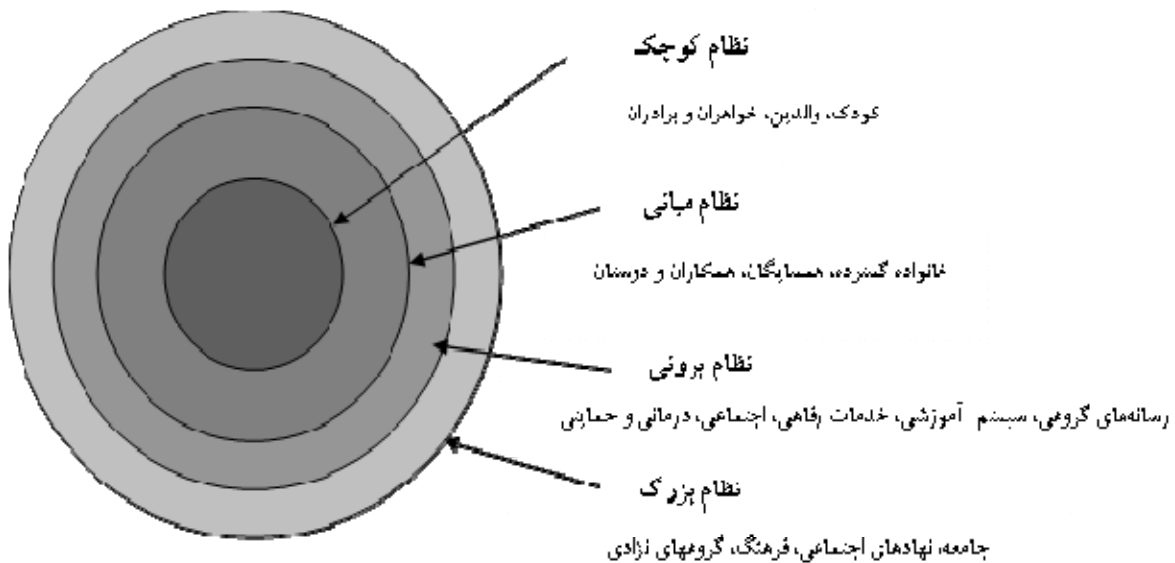 نظام کوچک
کودک، والدین، خواهران و برادران
نظام میانی
خانواده گسترده، همسایگان، همکاران و دوستان
نظام برونی
رسانه‌های گروهی، سیستم آموزشی، خدمات رفاهی، اجتماعی، درمانی و حمایتی
نظام بزرگ
جامعه، نهادهای اجتماعی، فرهنگ، گروههای نژادی